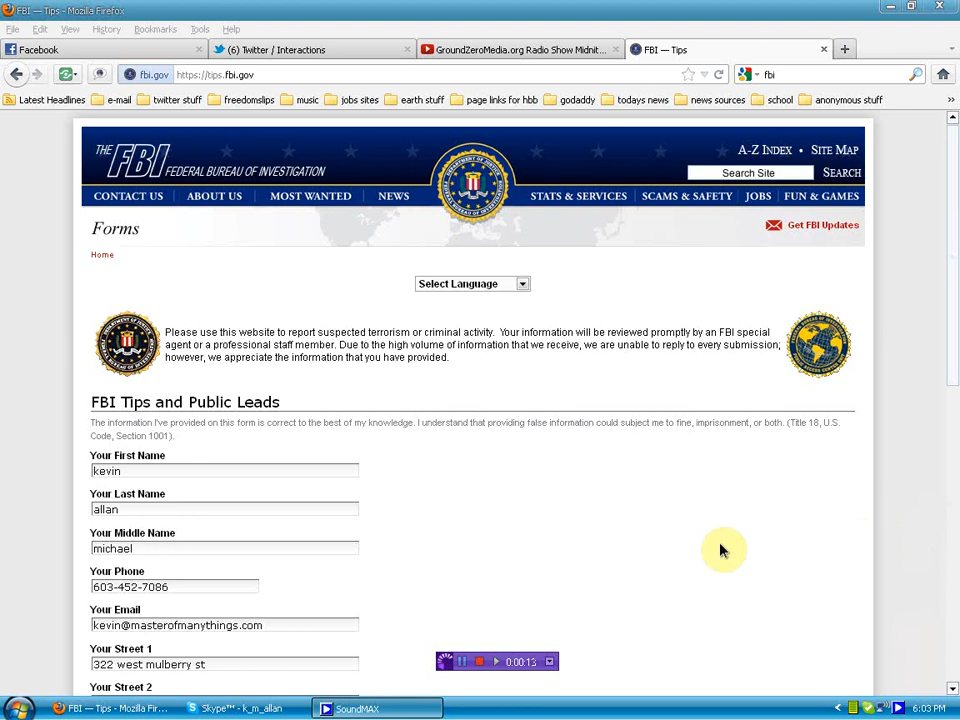 FBI — Tips - Mozilla Firefox
File Edit View History Bookmarks Tools Help
Facebook (6) Twitter / Interactions GroundZeroMedia.org Radio Show Midnit... FBI — Tips
fbi.gov https://tips.fbi.gov fbi
Latest Headlines e-mail twitter stuff freedomslips music jobs sites earth stuff page links for hbb godaddy todays news news sources school anonymous stuff »
THE FBI FEDERAL BUREAU OF INVESTIGATION
A-Z INDEX • SITE MAP
Search Site SEARCH
CONTACT US ABOUT US MOST WANTED NEWS STATS & SERVICES SCAMS & SAFETY JOBS FUN & GAMES
Forms
Get FBI Updates
Home
Select Language
Please use this website to report suspected terrorism or criminal activity. Your information will be reviewed promptly by an FBI special
agent or a professional staff member. Due to the high volume of information that we receive, we are unable to reply to every submission;
however, we appreciate the information that you have provided.
FBI Tips and Public Leads
The information I've provided on this form is correct to the best of my knowledge. I understand that providing false information could subject me to fine, imprisonment, or both. (Title 18, U.S.
Code, Section 1001).
Your First Name
kevin
Your Last Name
allan
Your Middle Name
michael
Your Phone
603-452-7086
Your Email
kevin@masterofmanythings.com
Your Street 1
322 west mulberry st
0:00:13
Your Street 2
FBI — Tips - Mozilla Fir... Skype™ - k_m_allan SoundMAX 6:03 PM